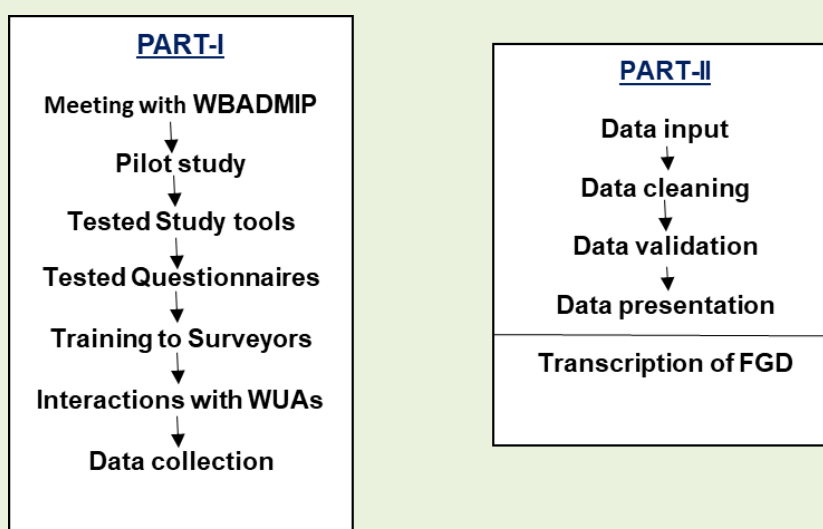 PART-I
Meeting with WBADMIP
Pilot study
Tested Study tools
Tested Questionnaires
Training to Surveyors
Interactions with WUAs
Data collection
PART-II
Data input
Data cleaning
Data validation
Data presentation
Transcription of FGD